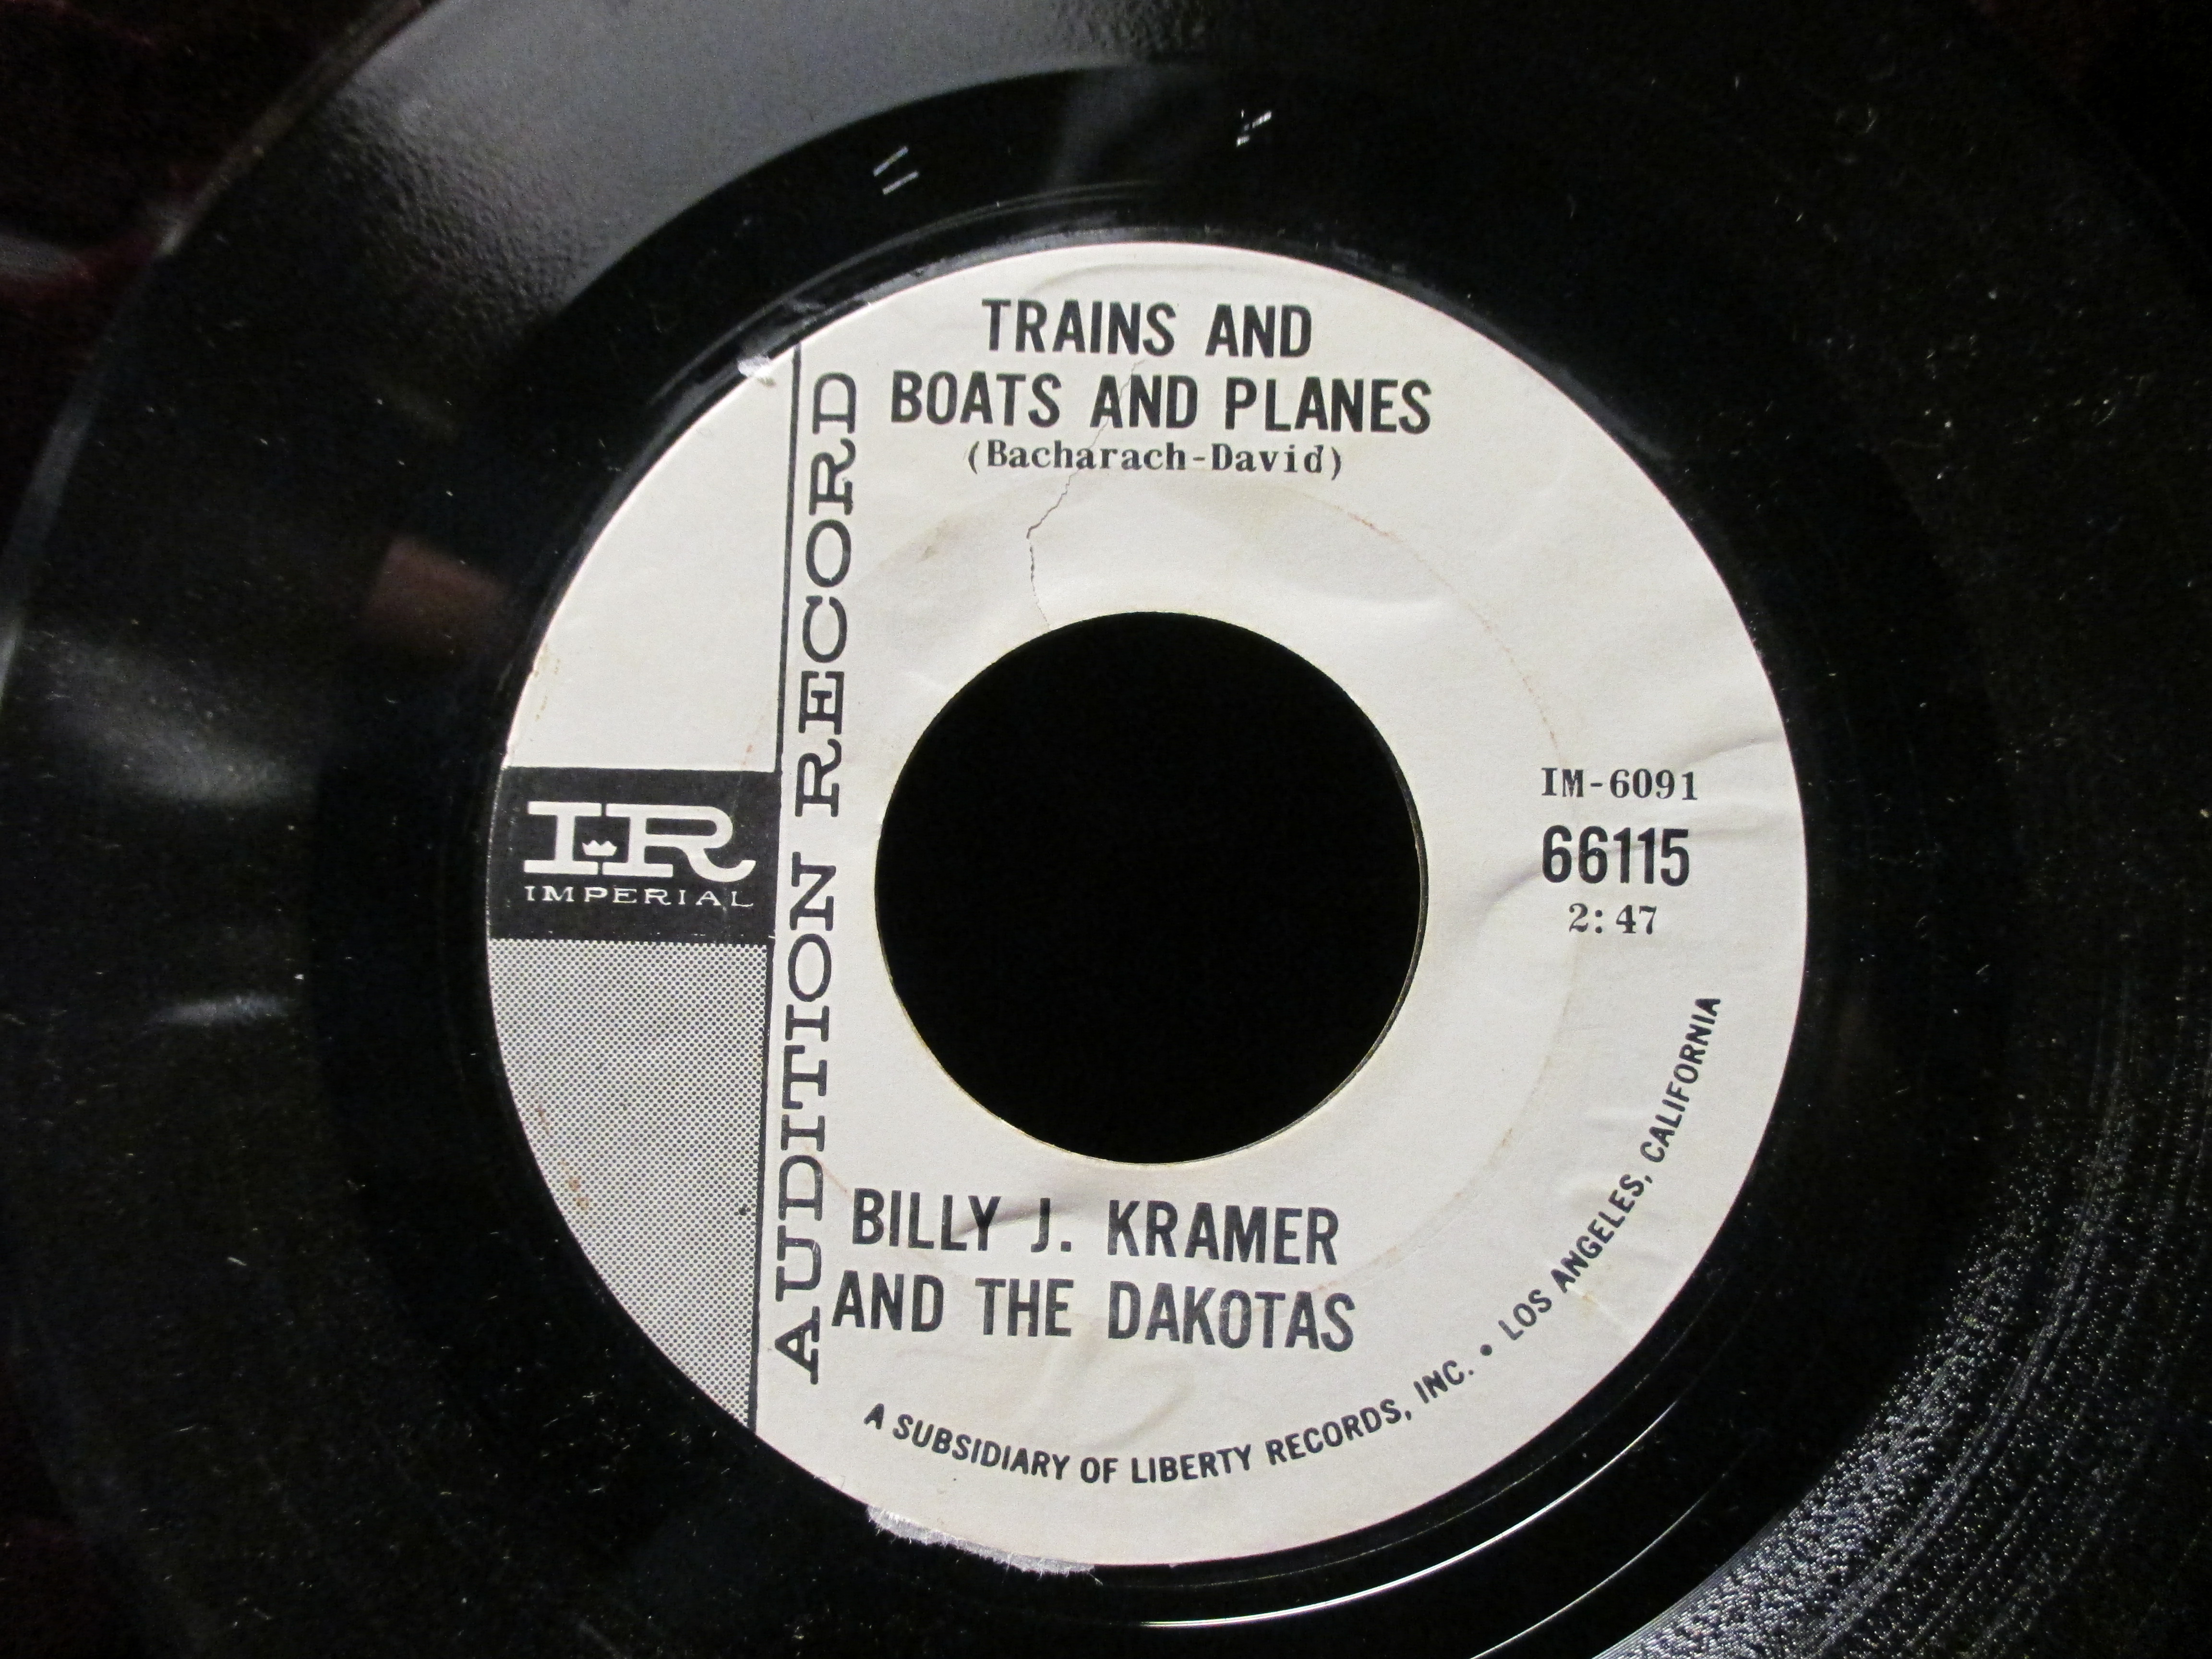 TRAINS AND
BOATS AND PLANES
(Bacharach-David)
AUDITION RECORD
IR
IMPERIAL
IM-6091
66115
2:47
BILLY J. KRAMER
AND THE DAKOTAS
A SUBSIDIARY OF LIBERTY RECORDS, INC. • LOS ANGELES, CALIFORNIA